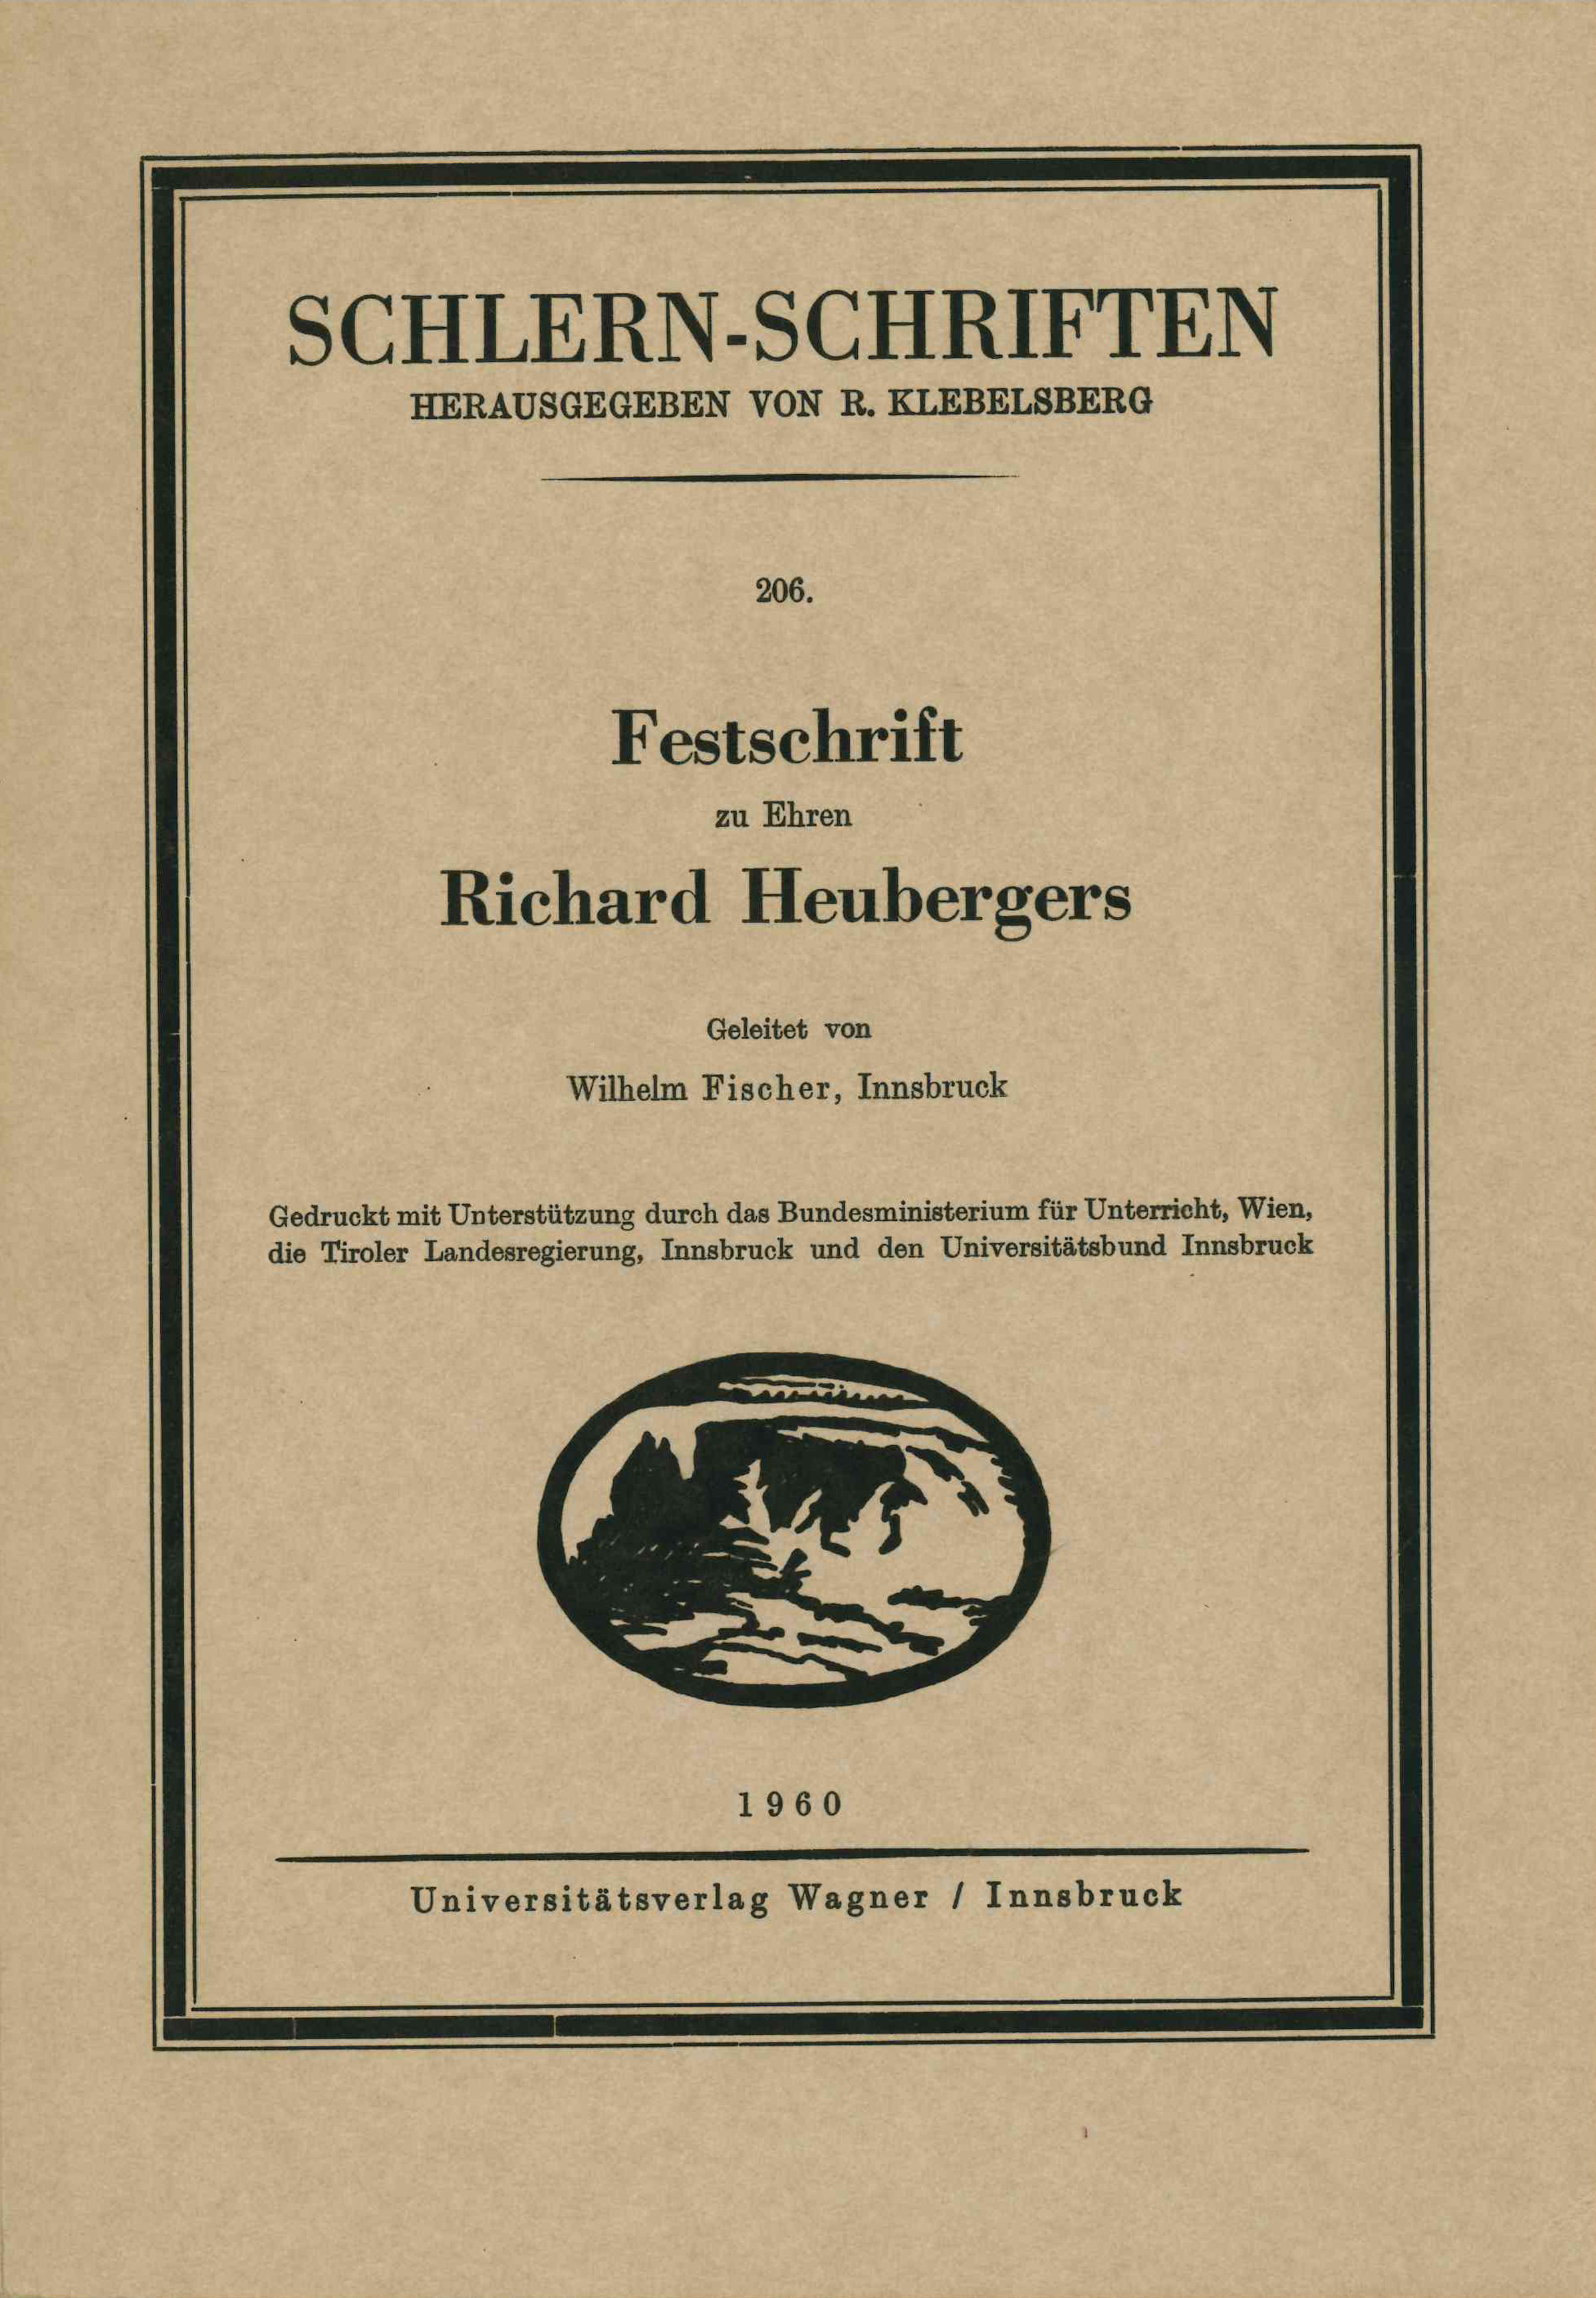 SCHLERN-SCHRIFTEN
HERAUSGEGEBEN VON R. KLEBELSBERG
206.
Festschrift
zu Ehren
Richard Heubergers
Geleitet von
Wilhelm Fischer, Innsbruck
Gedruckt mit Unterstützung durch das Bundesministerium für Unterricht, Wien,
die Tiroler Landesregierung, Innsbruck und den Universitätsbund Innsbruck
1960
Universitätsverlag Wagner / Innsbruck